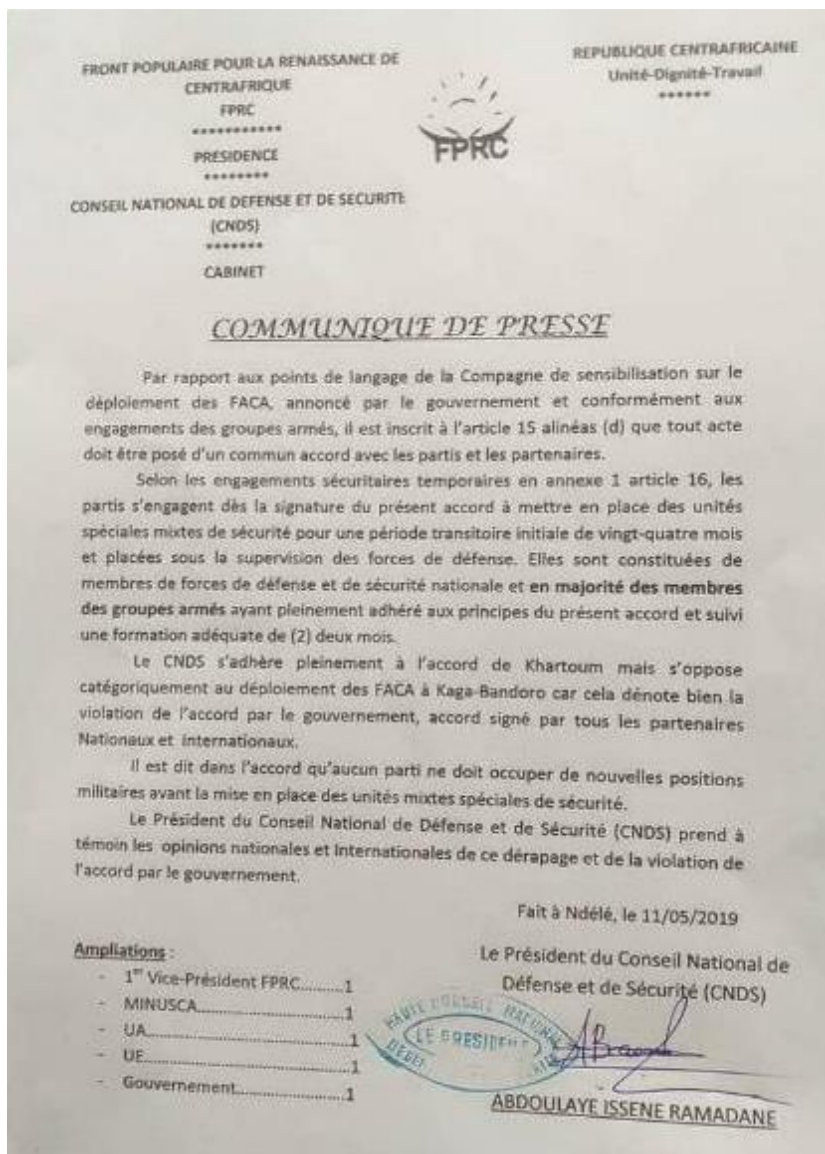 FRONT POPULAIRE POUR LA RENAISSANCE DE
CENTRAFRIQUE
FPRC
***********
PRESIDENCE
********
CONSEIL NATIONAL DE DEFENSE ET DE SECURITE
(CNDS)
*******
CABINET
FPRC
REPUBLIQUE CENTRAFRICAINE
Unité-Dignité-Travail
******
COMMUNIQUE DE PRESSE
Par rapport aux points de langage de la Compagne de sensibilisation sur le
déploiement des FACA, annoncé par le gouvernement et conformément aux
engagements des groupes armés, il est inscrit à l'article 15 alinéas (d) que tout acte
doit être posé d'un commun accord avec les partis et les partenaires.
Selon les engagements sécuritaires temporaires en annexe 1 article 16, les
partis s'engagent dès la signature du présent accord à mettre en place des unités
spéciales mixtes de sécurité pour une période transitoire initiale de vingt-quatre mois
et placées sous la supervision des forces de défense. Elles sont constituées de
membres de forces de défense et de sécurité nationale et en majorité des membres
des groupes armés ayant pleinement adhéré aux principes du présent accord et suivi
une formation adéquate de (2) deux mois.
Le CNDS s'adhère pleinement à l'accord de Khartoum mais s'oppose
catégoriquement au déploiement des FACA à Kaga-Bandoro car cela dénote bien la
violation de l'accord par le gouvernement, accord signé par tous les partenaires
Nationaux et Internationaux.
Il est dit dans l'accord qu'aucun parti ne doit occuper de nouvelles positions
militaires avant la mise en place des unités mixtes spéciales de sécurité.
Le Président du Conseil National de Défense et de Sécurité (CNDS) prend à
témoin les opinions nationales et Internationales de ce dérapage et de la violation de
l'accord par le gouvernement.
Fait à Ndélé, le 11/05/2019
Ampliations :
- 1er Vice-Président FPRC.........1
- MINUSCA..............................1
- UA..........................................1
- UE..........................................1
- Gouvernement.......................1
Le Président du Conseil National de
Défense et de Sécurité (CNDS)
HAUTE CONSEIL NATIONAL
LE PRESIDENT
ABDOULAYE ISSENE RAMADANE